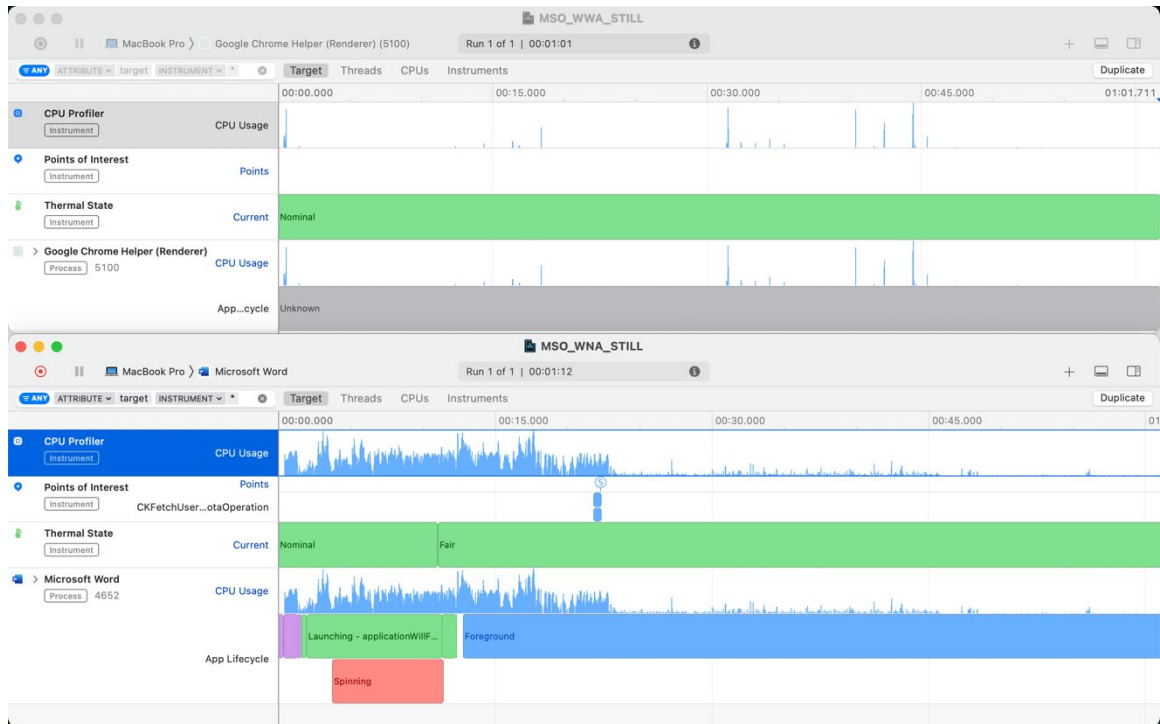 MSO_WWA_STILL
MacBook Pro 〉 Google Chrome Helper (Renderer) (5100) Run 1 of 1 | 00:01:01
ANY ATTRIBUTE target INSTRUMENT * Target Threads CPUs Instruments Duplicate
00:00.000 00:15.000 00:30.000 00:45.000 01:01.711
CPU Profiler
Instrument CPU Usage
Points of Interest
Instrument Points
Thermal State
Instrument Current Nominal
Google Chrome Helper (Renderer)
Process 5100 CPU Usage
App...cycle Unknown
MSO_WNA_STILL
MacBook Pro 〉 Microsoft Word Run 1 of 1 | 00:01:12
ANY ATTRIBUTE target INSTRUMENT * Target Threads CPUs Instruments Duplicate
00:00.000 00:15.000 00:30.000 00:45.000 01
CPU Profiler
Instrument CPU Usage
Points of Interest Points
Instrument CKFetchUser...otaOperation
S
Thermal State
Instrument Current Nominal Fair
Microsoft Word
Process 4652 CPU Usage
Launching - applicationWillF... Foreground
App Lifecycle
Spinning